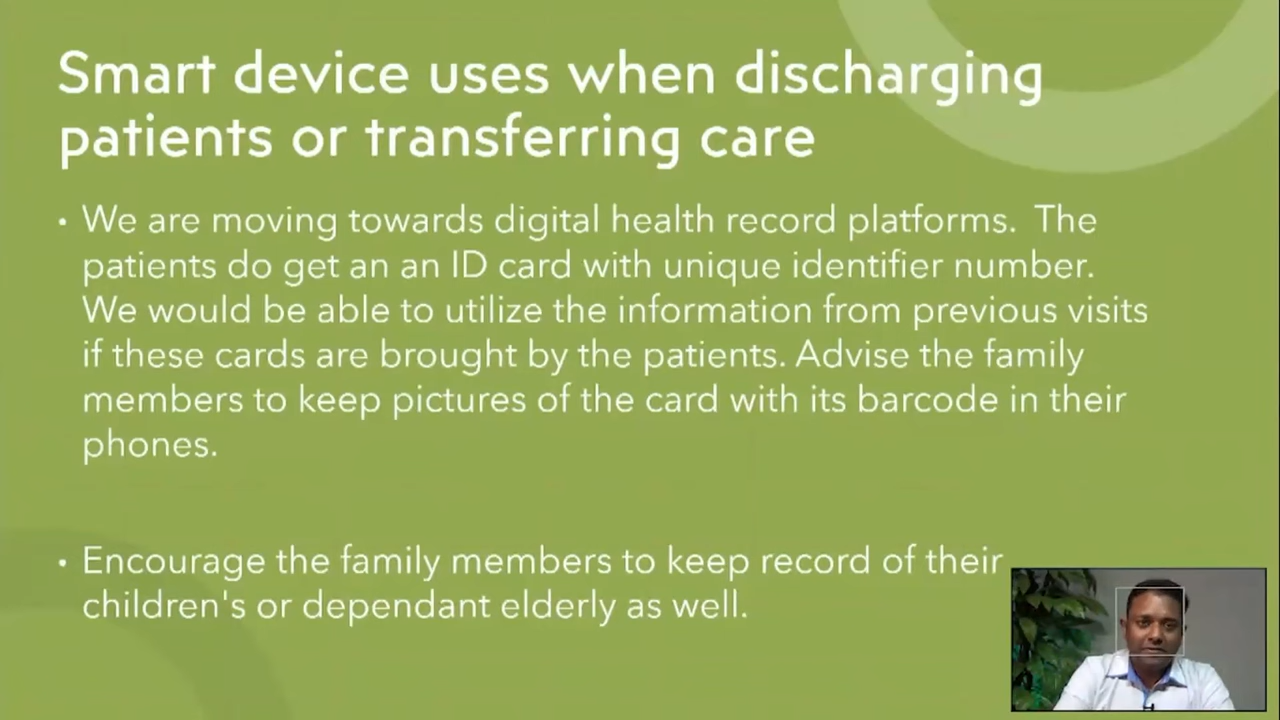 Smart device uses when discharging
patients or transferring care
• We are moving towards digital health record platforms. The
patients do get an an ID card with unique identifier number.
We would be able to utilize the information from previous visits
if these cards are brought by the patients. Advise the family
members to keep pictures of the card with its barcode in their
phones.
• Encourage the family members to keep record of their
children's or dependant elderly as well.